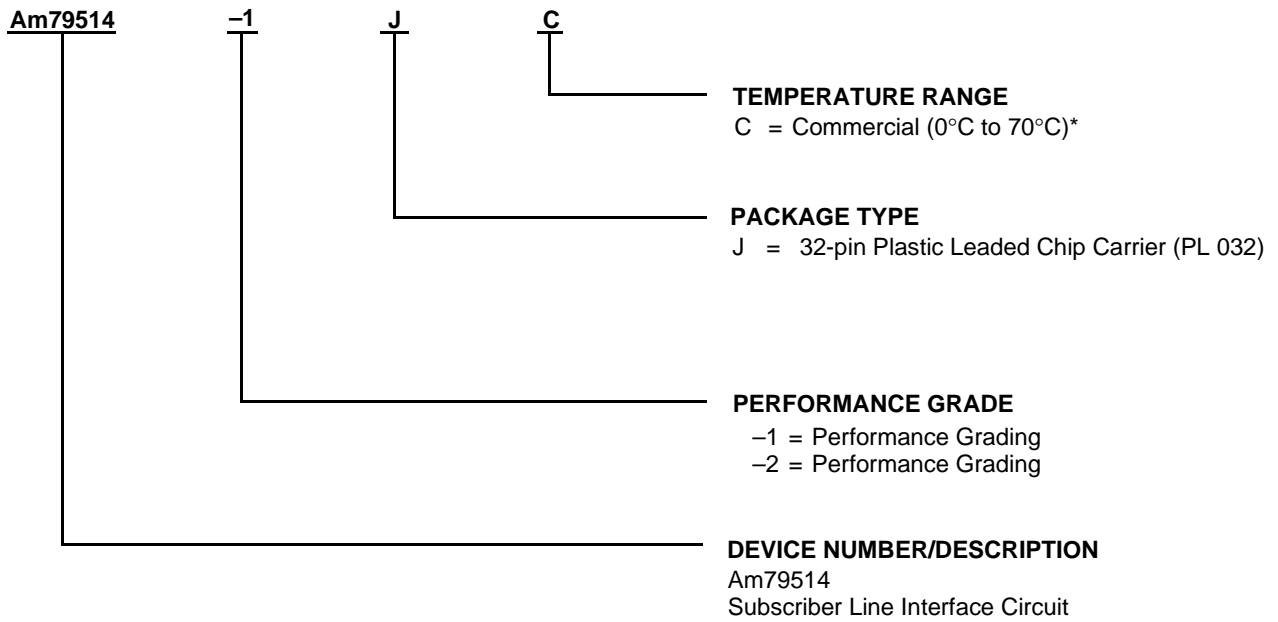 Am79514 –1 J C
TEMPERATURE RANGE
C = Commercial (0°C to 70°C)*
PACKAGE TYPE
J = 32-pin Plastic Leaded Chip Carrier (PL 032)
PERFORMANCE GRADE
–1 = Performance Grading
–2 = Performance Grading
DEVICE NUMBER/DESCRIPTION
Am79514
Subscriber Line Interface Circuit